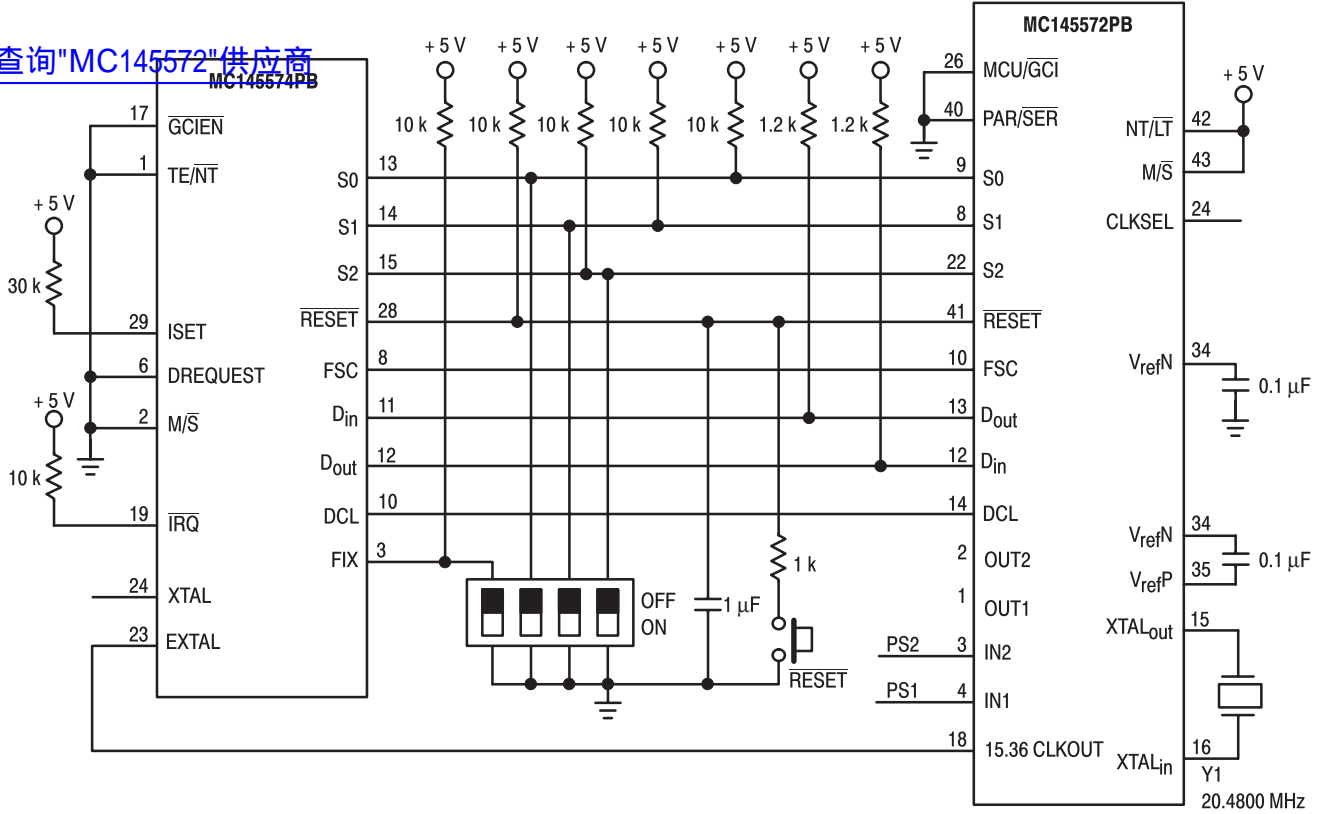 查询"MC145572"供应商
MC145574PB
17 GCIEN
1 TE/NT
+ 5 V
30 k
29 ISET
6 DREQUEST
+ 5 V
2 M/S
10 k
19 IRQ
24 XTAL
23 EXTAL
S0 13
S1 14
S2 15
RESET 28
FSC 8
Din 11
Dout 12
DCL 10
FIX 3
+ 5 V + 5 V + 5 V + 5 V + 5 V + 5 V + 5 V
10 k 10 k 10 k 10 k 10 k 1.2 k 1.2 k
OFF
ON
1 µF
1 k
RESET
PS2
PS1
MC145572PB
26 MCU/GCI
40 PAR/SER
9 S0
8 S1
22 S2
41 RESET
10 FSC
13 Dout
12 Din
14 DCL
2 OUT2
1 OUT1
3 IN2
4 IN1
18 15.36 CLKOUT
+ 5 V
NT/LT 42
M/S 43
CLKSEL 24
VrefN 34
0.1 µF
VrefN 34
0.1 µF
VrefP 35
XTALout 15
XTALin 16
Y1
20.4800 MHz